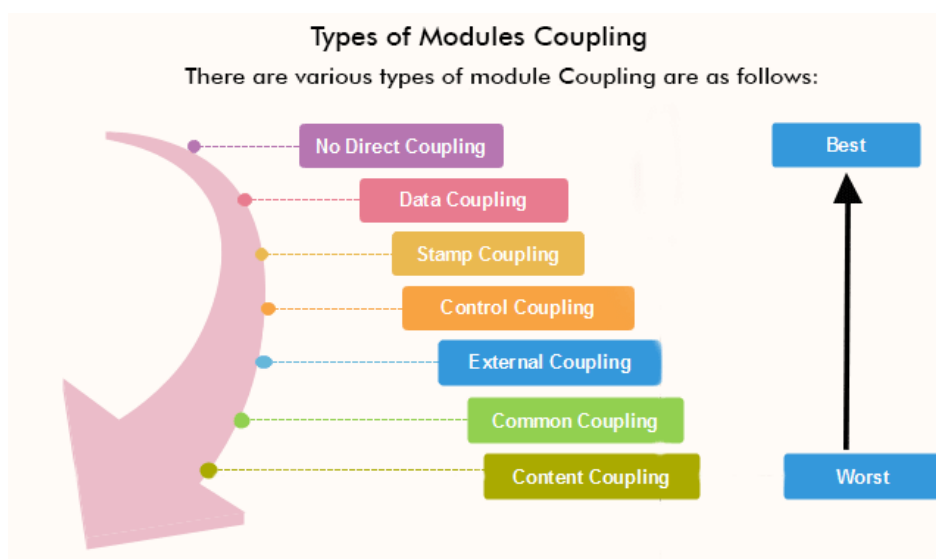 Types of Modules Coupling
There are various types of module Coupling are as follows:
No Direct Coupling
Best
Data Coupling
Stamp Coupling
Control Coupling
External Coupling
Common Coupling
Content Coupling
Worst